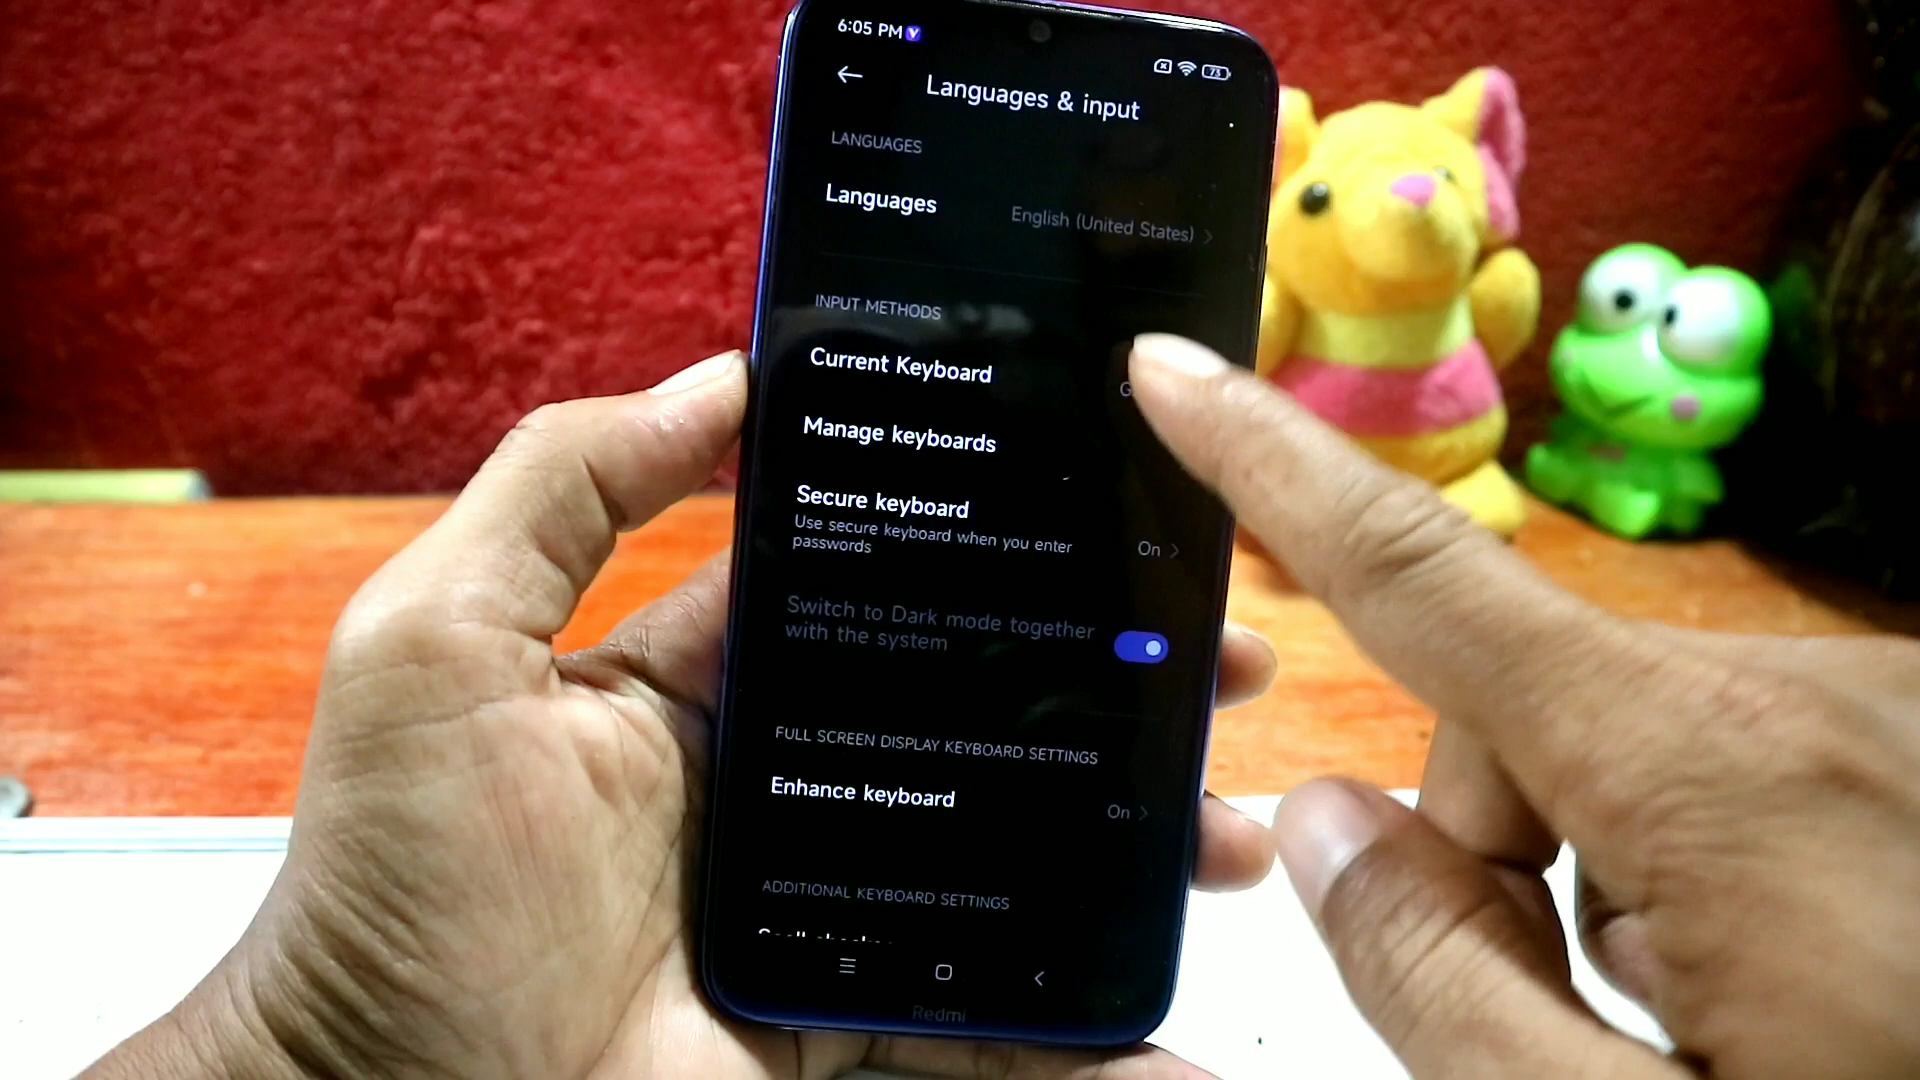 6:05 PM
73
Languages & input
LANGUAGES
Languages
English (United States)
INPUT METHODS
Current Keyboard
G
Manage keyboards
Secure keyboard
Use secure keyboard when you enter
passwords
On
Switch to Dark mode together
with the system
FULL SCREEN DISPLAY KEYBOARD SETTINGS
Enhance keyboard
On
ADDITIONAL KEYBOARD SETTINGS
Redmi